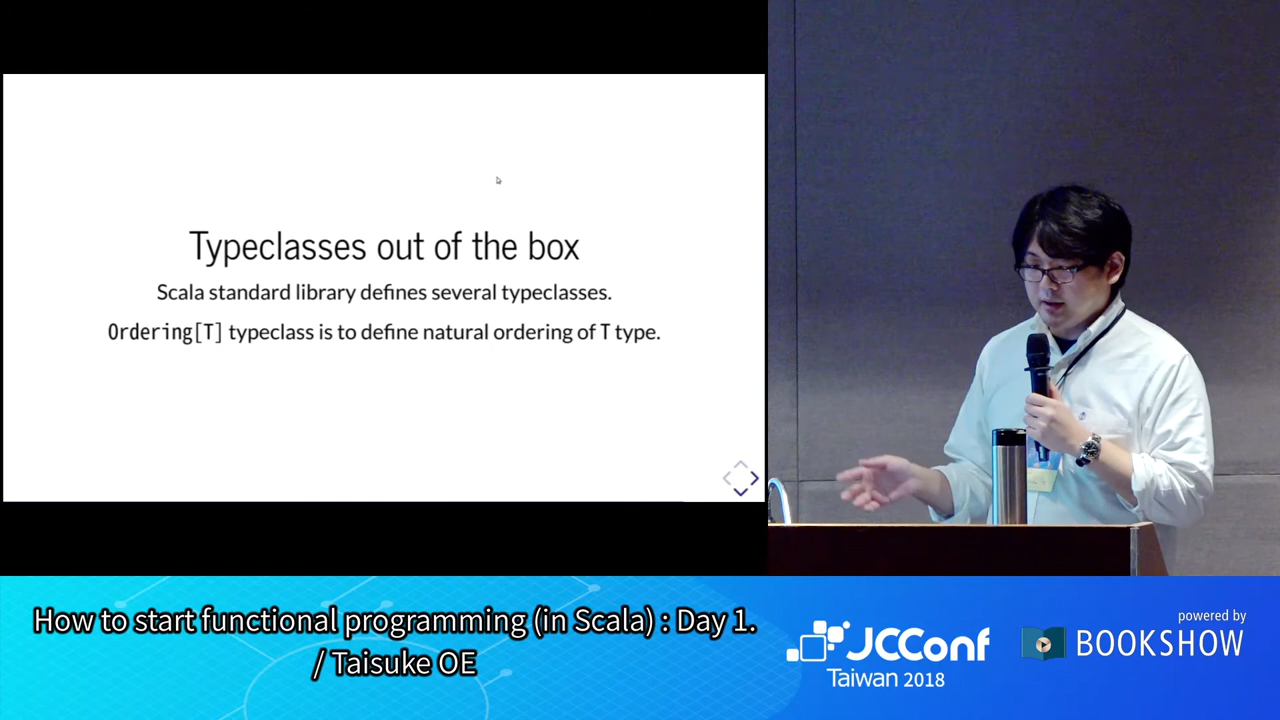 Typeclasses out of the box
Scala standard library defines several typeclasses.
Ordering[T] typeclass is to define natural ordering of T type.
How to start functional programming (in Scala) : Day 1.
/ Taisuke OE
JCConf
Taiwan 2018
powered by
BOOKSHOW